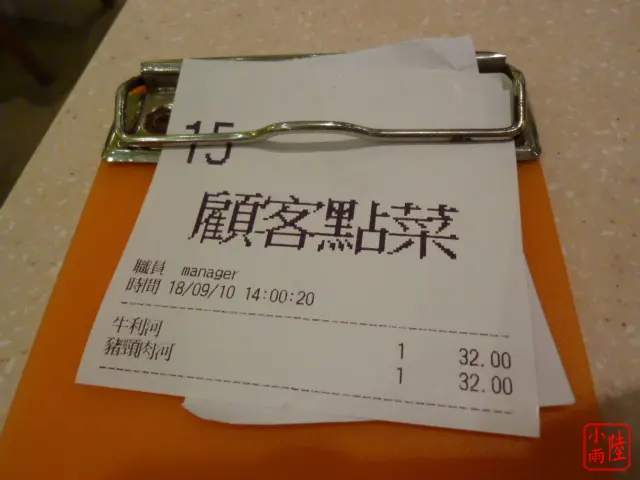 15
顧客點菜
職員 manager
時間 18/09/10 14:00:20
牛利河 1 32.00
豬頸肉河 1 32.00
小雨陸